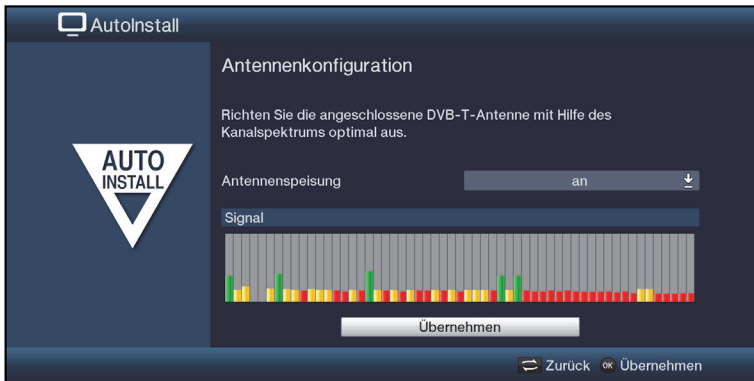 AutoInstall
Antennenkonfiguration
Richten Sie die angeschlossene DVB-T-Antenne mit Hilfe des
Kanalspektrums optimal aus.
AUTO
INSTALL
Antennenspeisung
an
Signal
Übernehmen
Zurück
OK Übernehmen